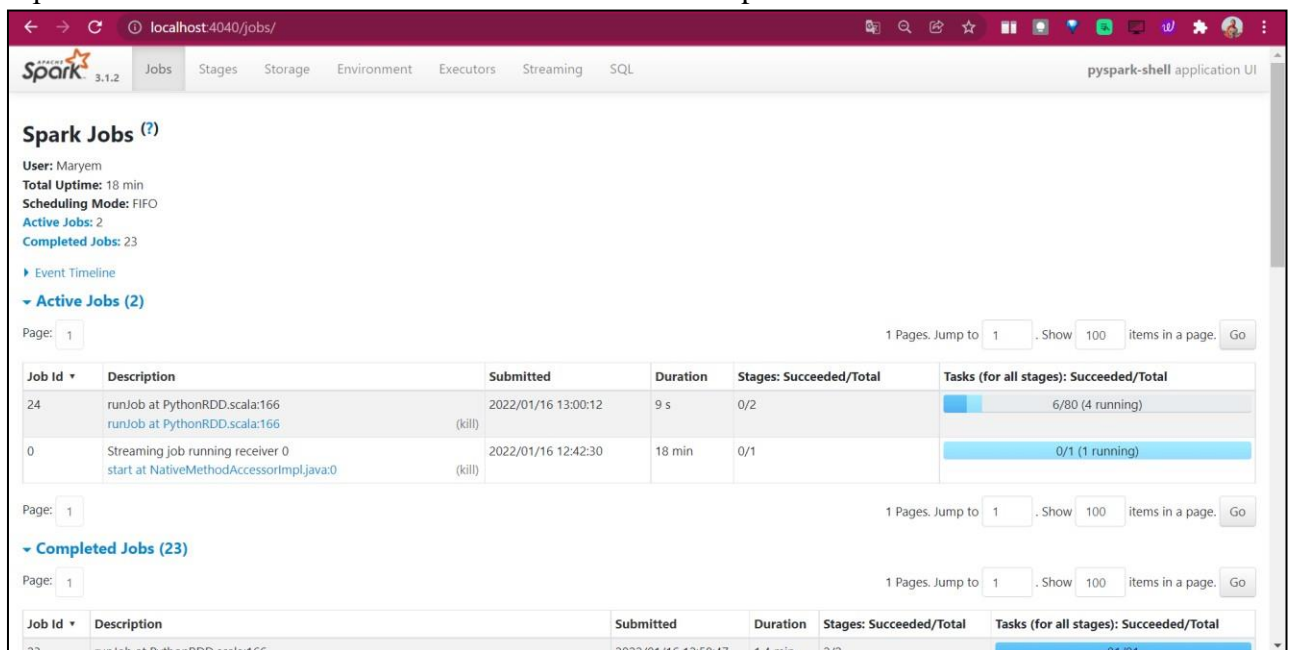 localhost:4040/jobs/
APACHE Spark 3.1.2 Jobs Stages Storage Environment Executors Streaming SQL pyspark-shell application UI
Spark Jobs (?)
User: Maryem
Total Uptime: 18 min
Scheduling Mode: FIFO
Active Jobs: 2
Completed Jobs: 23
Event Timeline
Active Jobs (2)
Page: 1 1 Pages. Jump to 1 . Show 100 items in a page. Go
Job Id Description Submitted Duration Stages: Succeeded/Total Tasks (for all stages): Succeeded/Total
24 runJob at PythonRDD.scala:166 2022/01/16 13:00:12 9 s 0/2 6/80 (4 running)
runJob at PythonRDD.scala:166 (kill)
0 Streaming job running receiver 0 2022/01/16 12:42:30 18 min 0/1 0/1 (1 running)
start at NativeMethodAccessorImpl.java:0 (kill)
Page: 1 1 Pages. Jump to 1 . Show 100 items in a page. Go
Completed Jobs (23)
Page: 1 1 Pages. Jump to 1 . Show 100 items in a page. Go
Job Id Description Submitted Duration Stages: Succeeded/Total Tasks (for all stages): Succeeded/Total